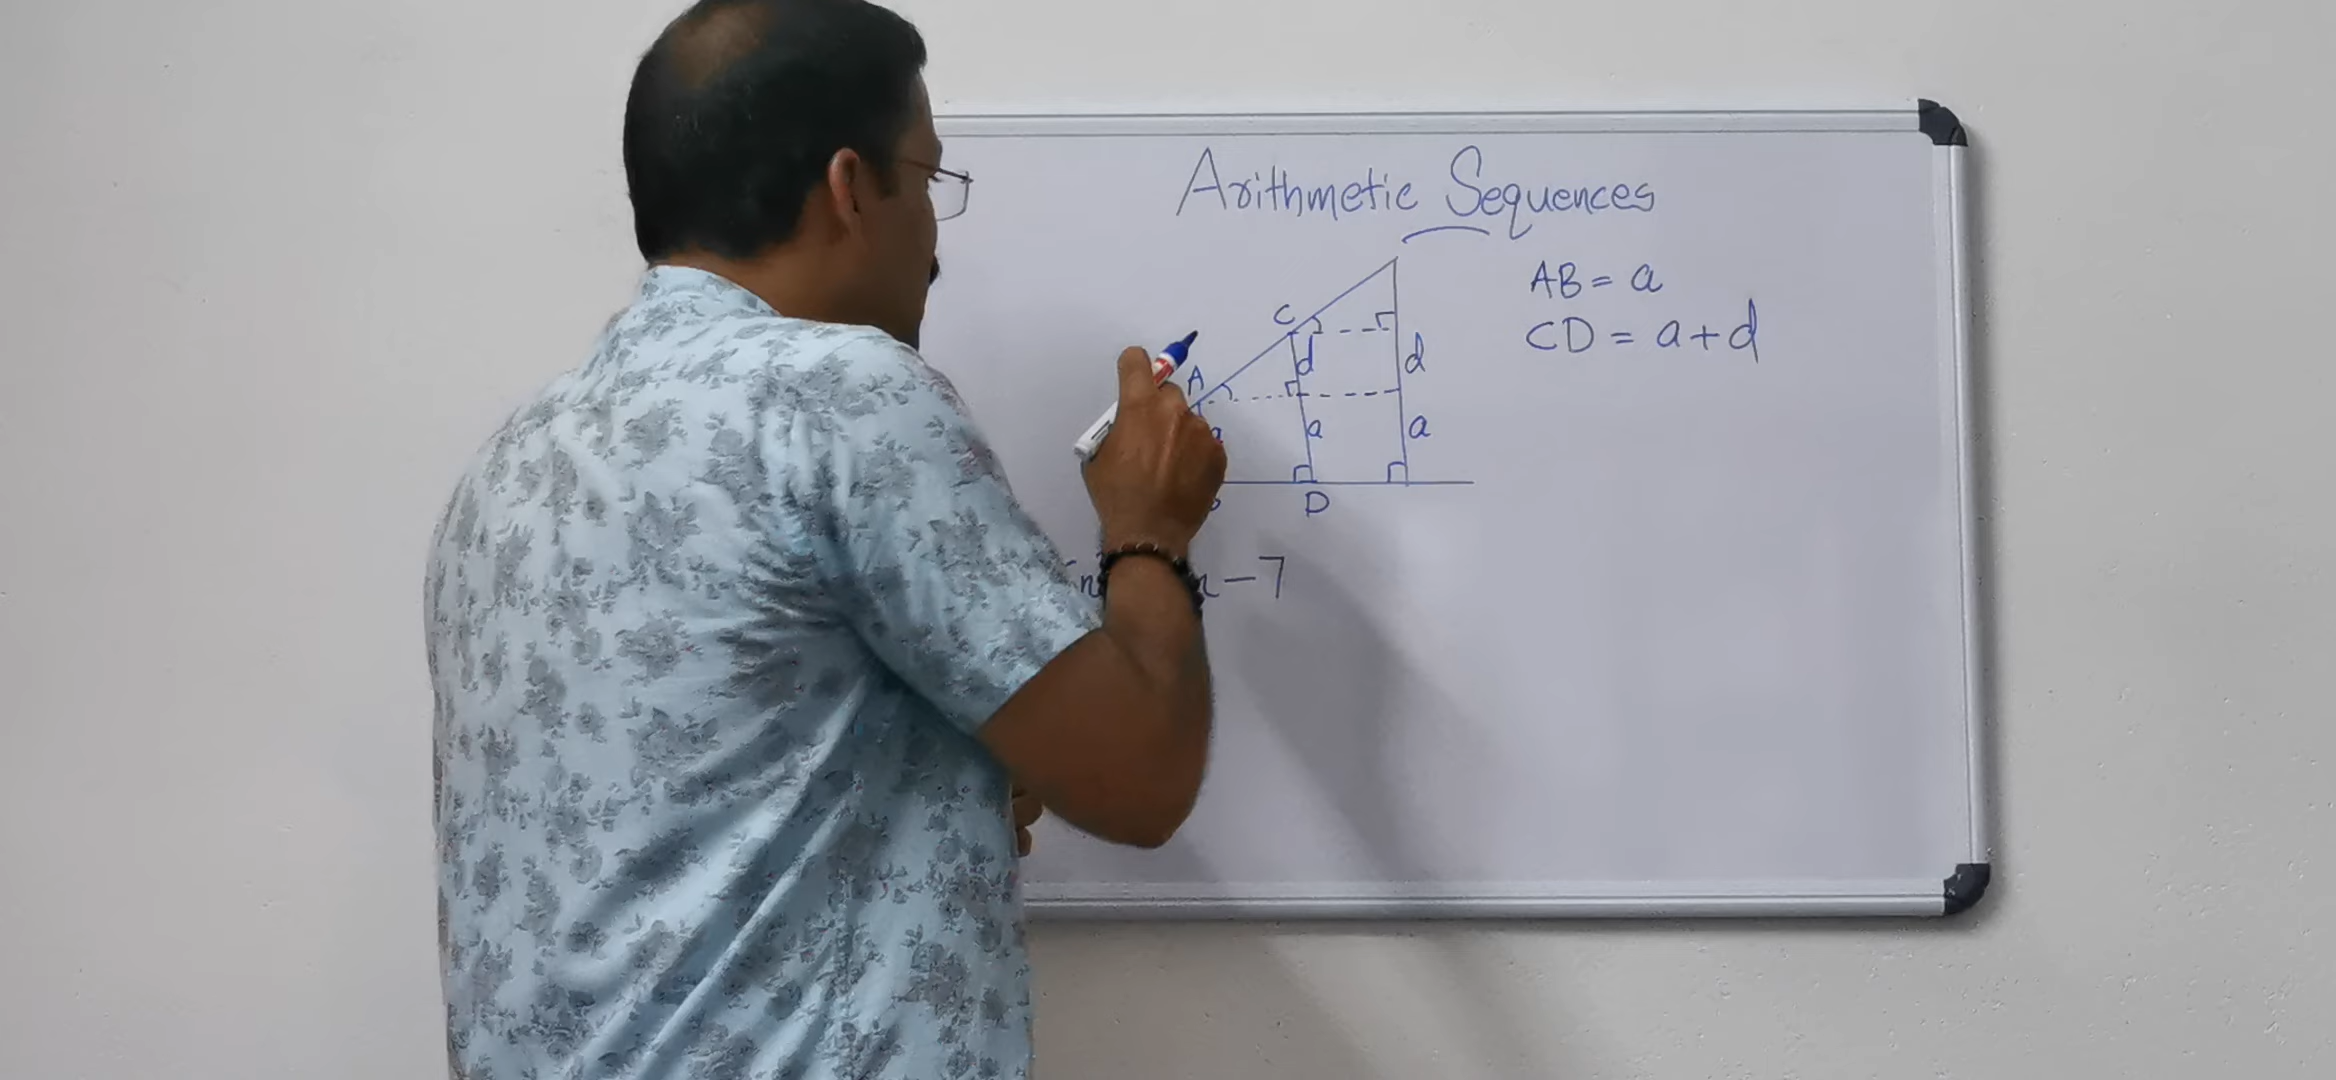 Arithmetic Sequences
AB = a
CD = a + d
C
d
d
A
a
a
a
D
n - 7